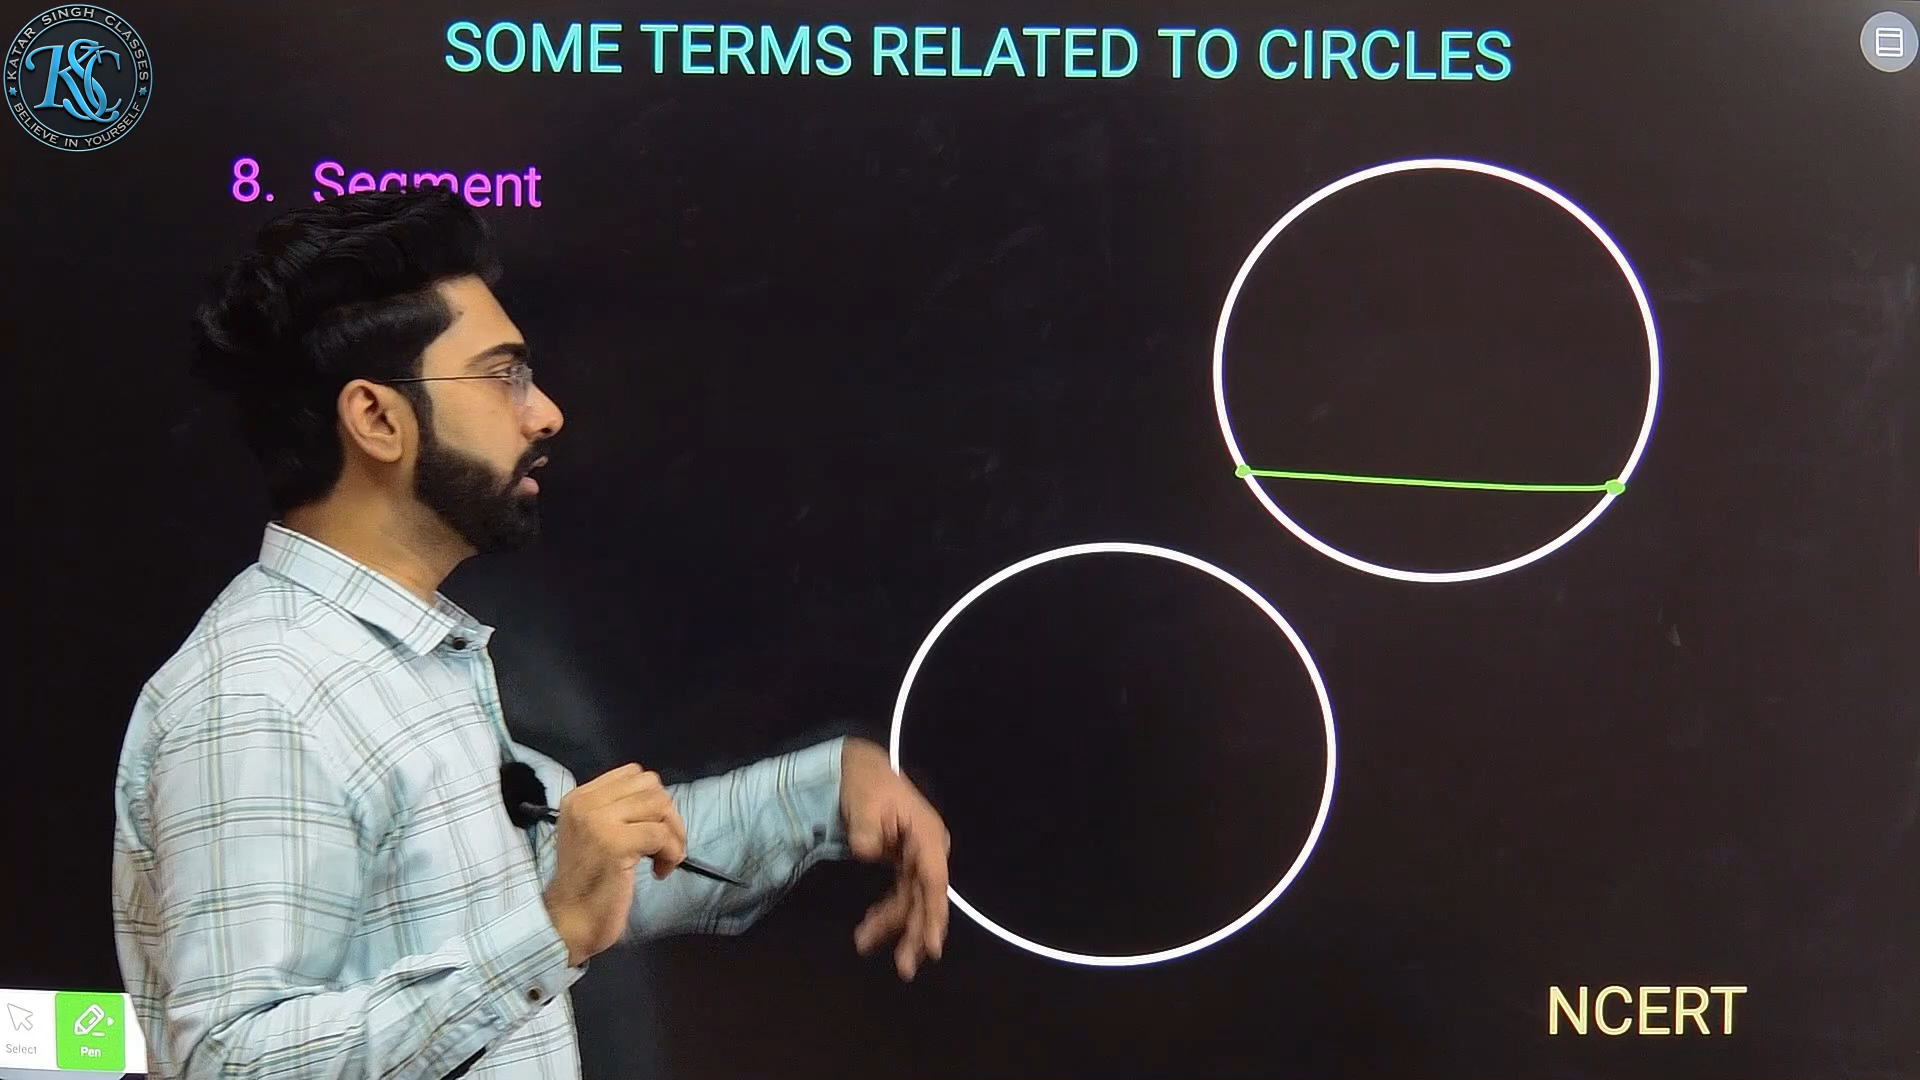 KATAR SINGH CLASSES
KSC
BELIEVE IN YOURSELF
SOME TERMS RELATED TO CIRCLES
8. Segment
NCERT
Select
Pen